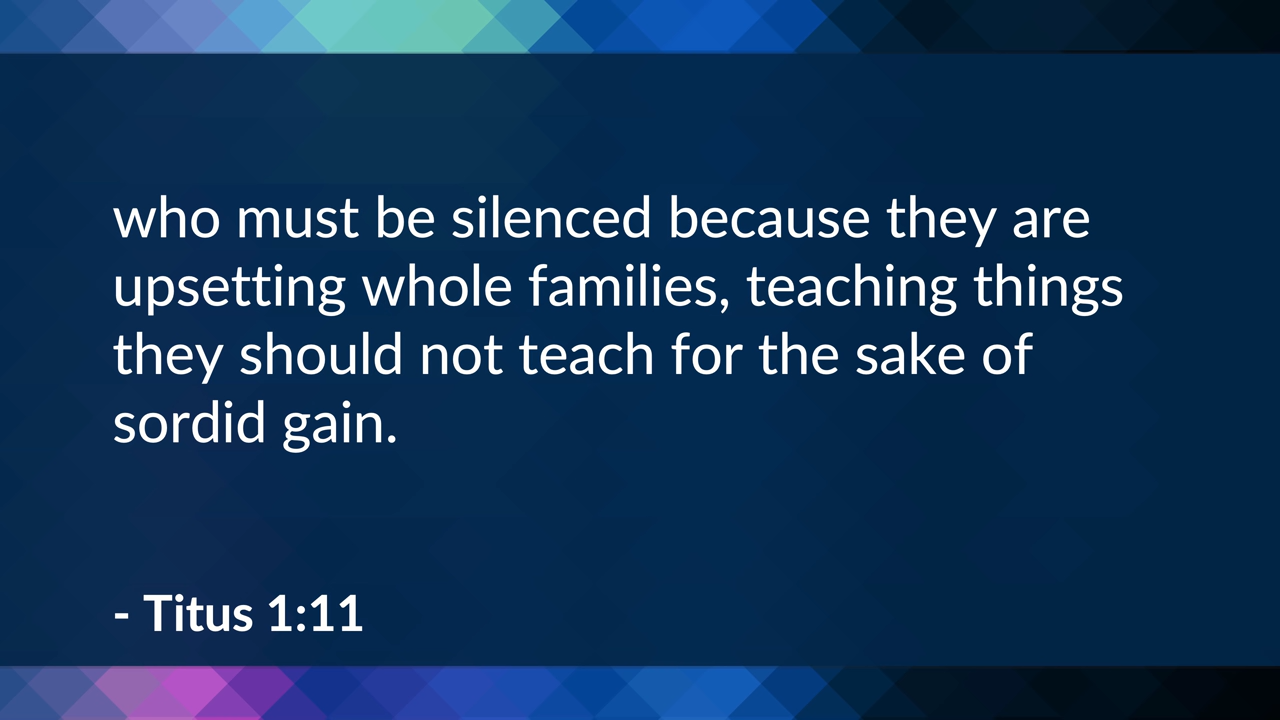 who must be silenced because they are
upsetting whole families, teaching things
they should not teach for the sake of
sordid gain.
- Titus 1:11